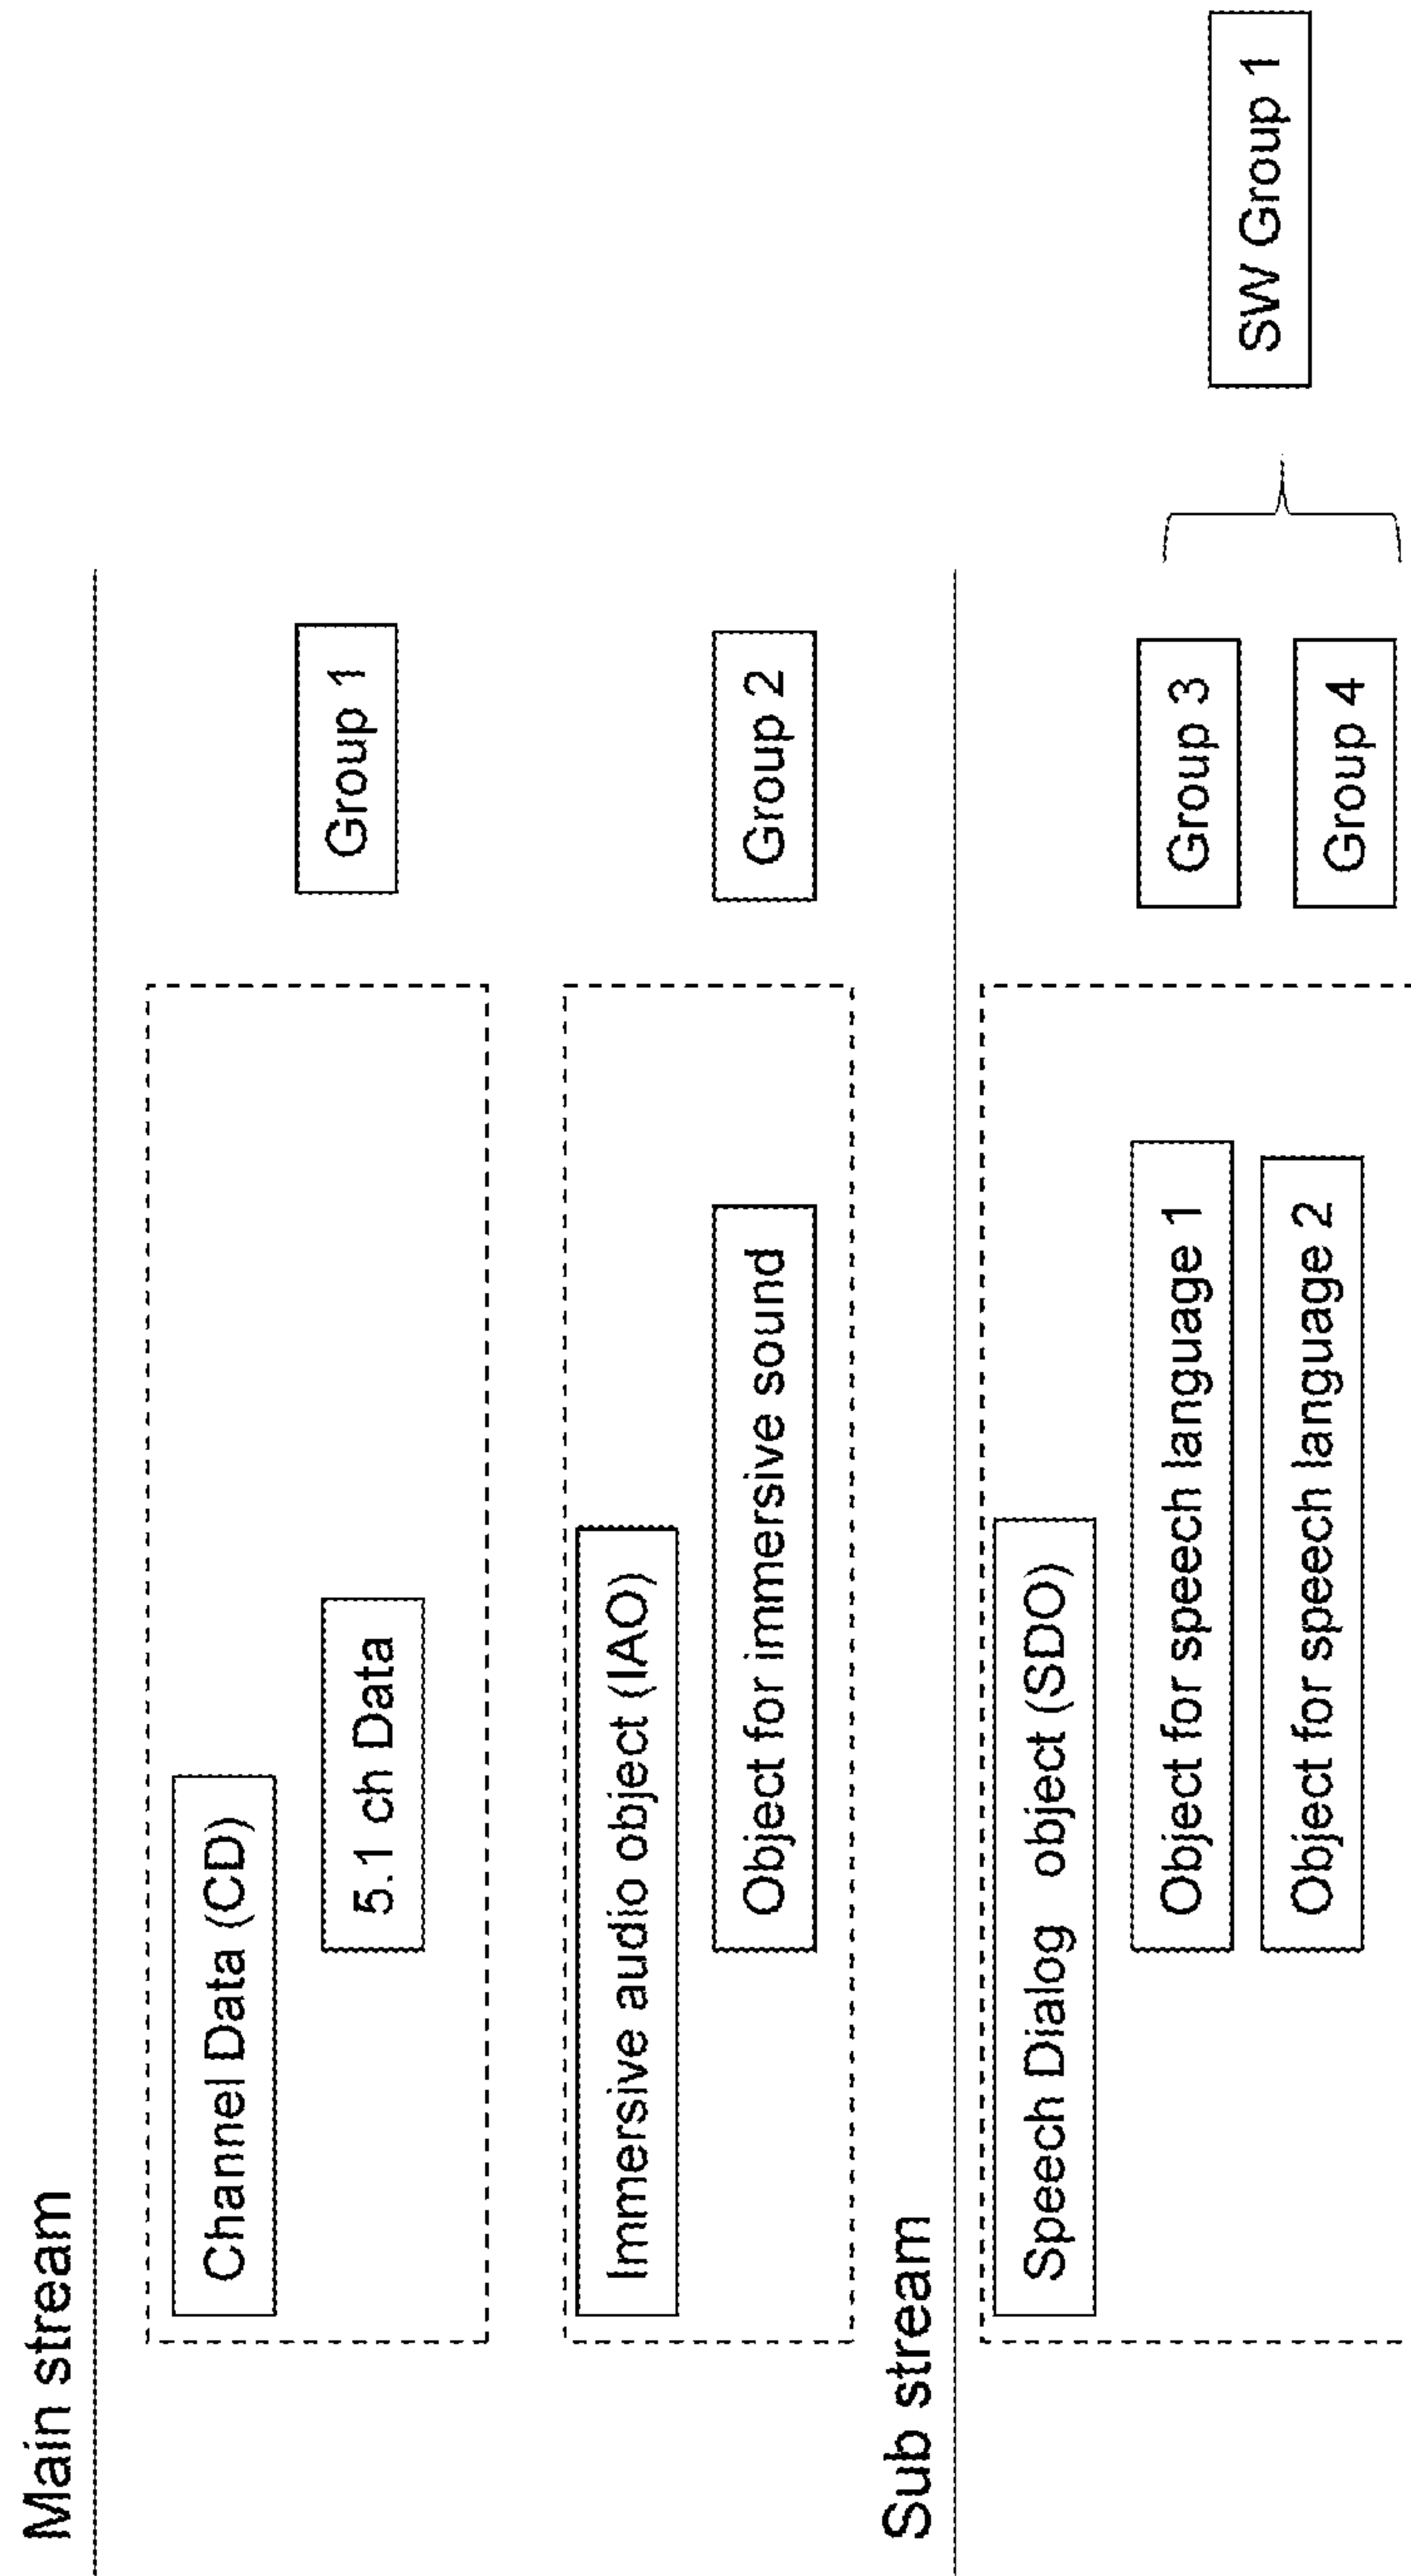 Main stream
Channel Data (CD)
5.1 ch Data
Group 1
Immersive audio object (IAO)
Object for immersive sound
Group 2
Sub stream
Speech Dialog object (SDO)
Object for speech language 1
Group 3
Object for speech language 2
Group 4
SW Group 1